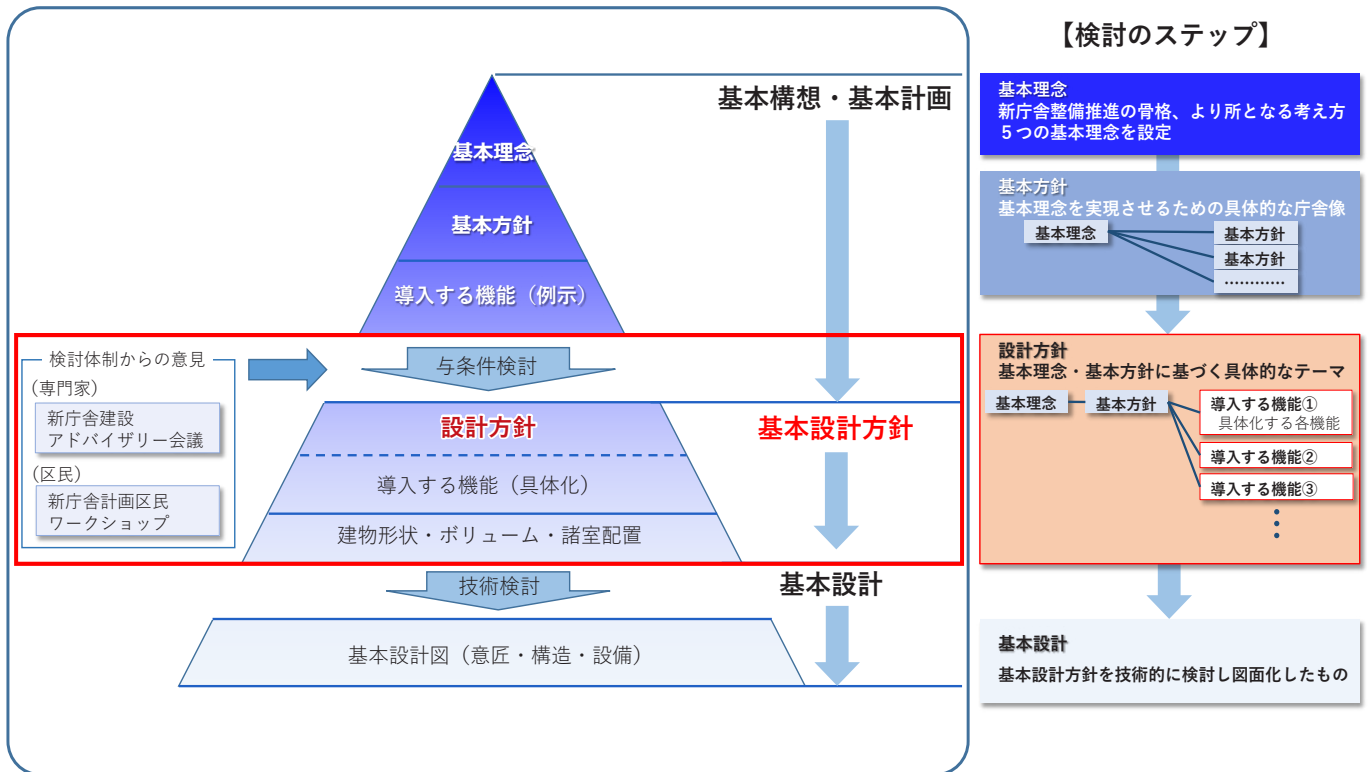 基本理念
基本方針
導入する機能（例示）
基本構想・基本計画
検討体制からの意見
(専門家)
新庁舎建設
アドバイザリー会議
(区民)
新庁舎計画区民
ワークショップ
与条件検討
設計方針
導入する機能（具体化）
建物形状・ボリューム・諸室配置
基本設計方針
技術検討
基本設計
基本設計図（意匠・構造・設備）
【検討のステップ】
基本理念
新庁舎整備推進の骨格、より所となる考え方
５つの基本理念を設定
基本方針
基本理念を実現させるための具体的な庁舎像
基本理念
基本方針
基本方針
…………
設計方針
基本理念・基本方針に基づく具体的なテーマ
基本理念
基本方針
導入する機能①
具体化する各機能
導入する機能②
導入する機能③
基本設計
基本設計方針を技術的に検討し図面化したもの